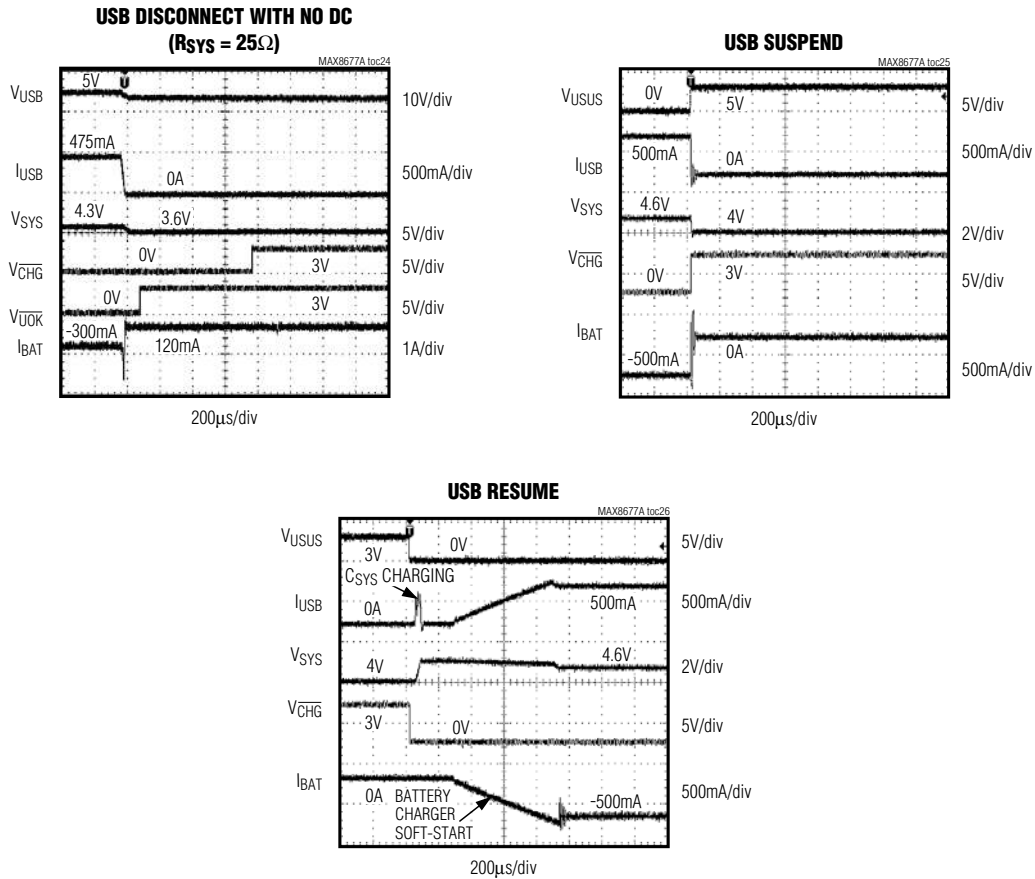 USB DISCONNECT WITH NO DC
(RSYS = 25Ω)
MAX8677A toc24
VUSB
5V
10V/div
475mA
IUSB
0A
500mA/div
VSYS
4.3V
3.6V
5V/div
VCHG
0V
3V
5V/div
VUOK
0V
3V
5V/div
-300mA
IBAT
120mA
1A/div
200μs/div
USB SUSPEND
MAX8677A toc25
VUSUS
0V
5V
5V/div
IUSB
500mA
0A
500mA/div
VSYS
4.6V
4V
2V/div
VCHG
0V
3V
5V/div
IBAT
-500mA
0A
500mA/div
200μs/div
USB RESUME
MAX8677A toc26
VUSUS
3V
0V
5V/div
CSYS CHARGING
IUSB
0A
500mA
500mA/div
VSYS
4V
4.6V
2V/div
VCHG
3V
0V
5V/div
IBAT
0A
BATTERY
CHARGER
SOFT-START
-500mA
500mA/div
200μs/div